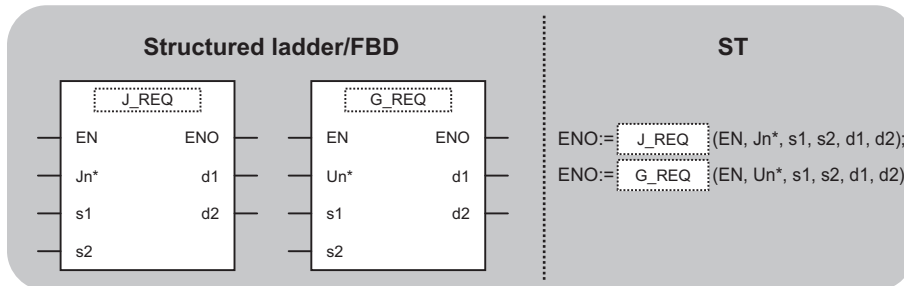 Structured ladder/FBD
J_REQ
EN ENO
Jn* d1
s1 d2
s2
G_REQ
EN ENO
Un* d1
s1 d2
s2
ST
ENO:= J_REQ (EN, Jn*, s1, s2, d1, d2);
ENO:= G_REQ (EN, Un*, s1, s2, d1, d2)